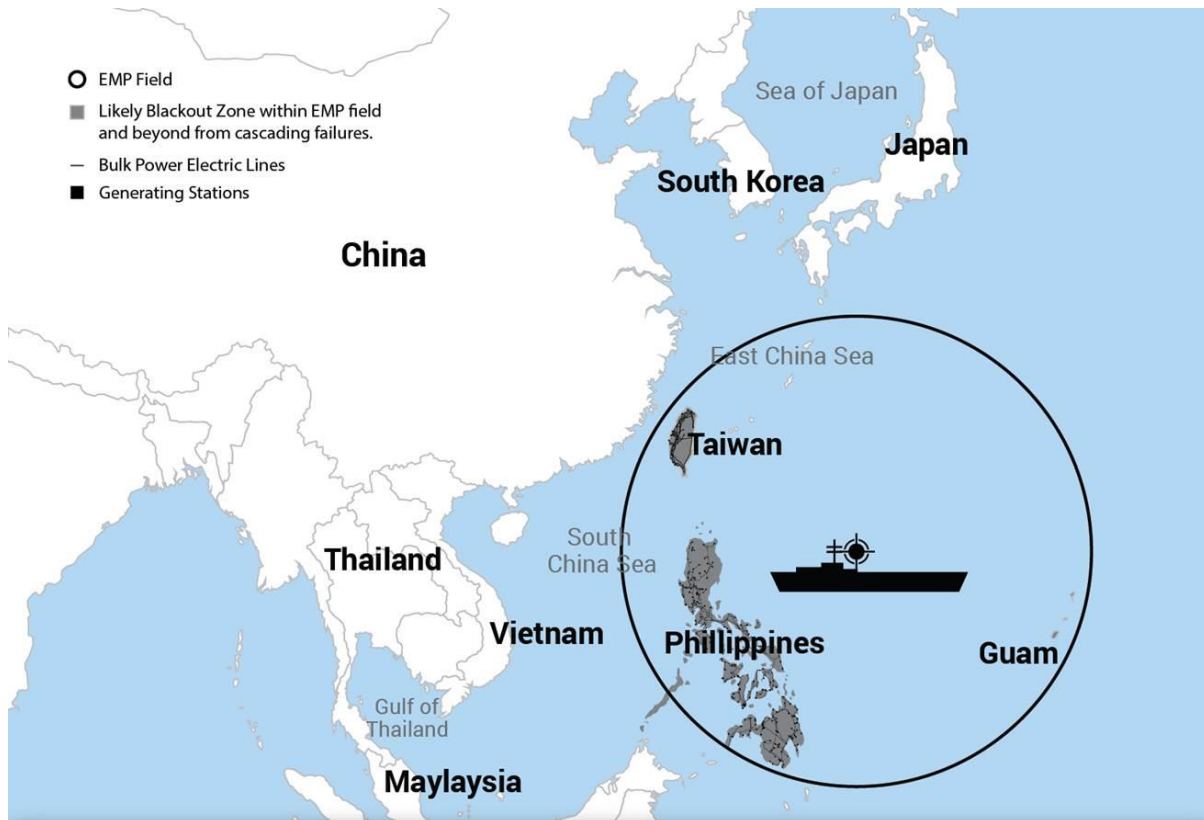 EMP Field
Likely Blackout Zone within EMP field
and beyond from cascading failures.
Bulk Power Electric Lines
Generating Stations
Sea of Japan
Japan
South Korea
China
East China Sea
Taiwan
South
China Sea
Thailand
Vietnam
Phillippines
Guam
Gulf of
Thailand
Maylaysia